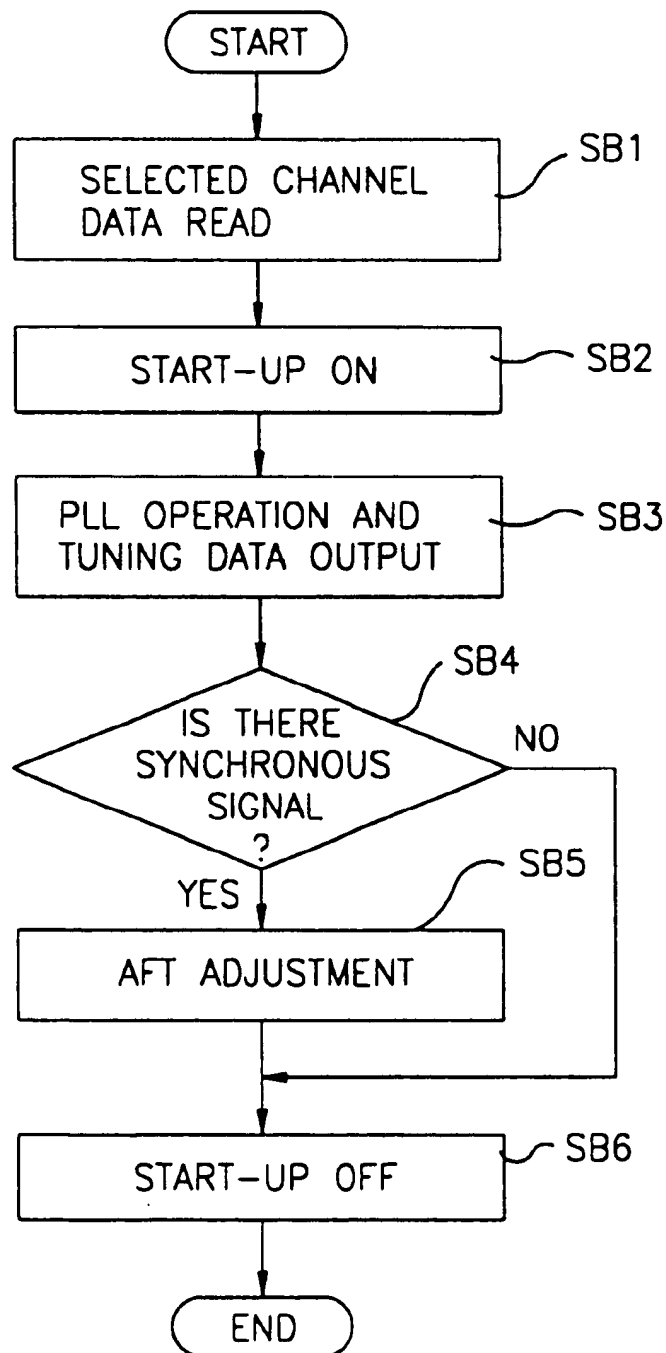 START
SELECTED CHANNEL
DATA READ
SB1
START-UP ON
SB2
PLL OPERATION AND
TUNING DATA OUTPUT
SB3
SB4
IS THERE
SYNCHRONOUS
SIGNAL
?
NO
YES
SB5
AFT ADJUSTMENT
START-UP OFF
SB6
END